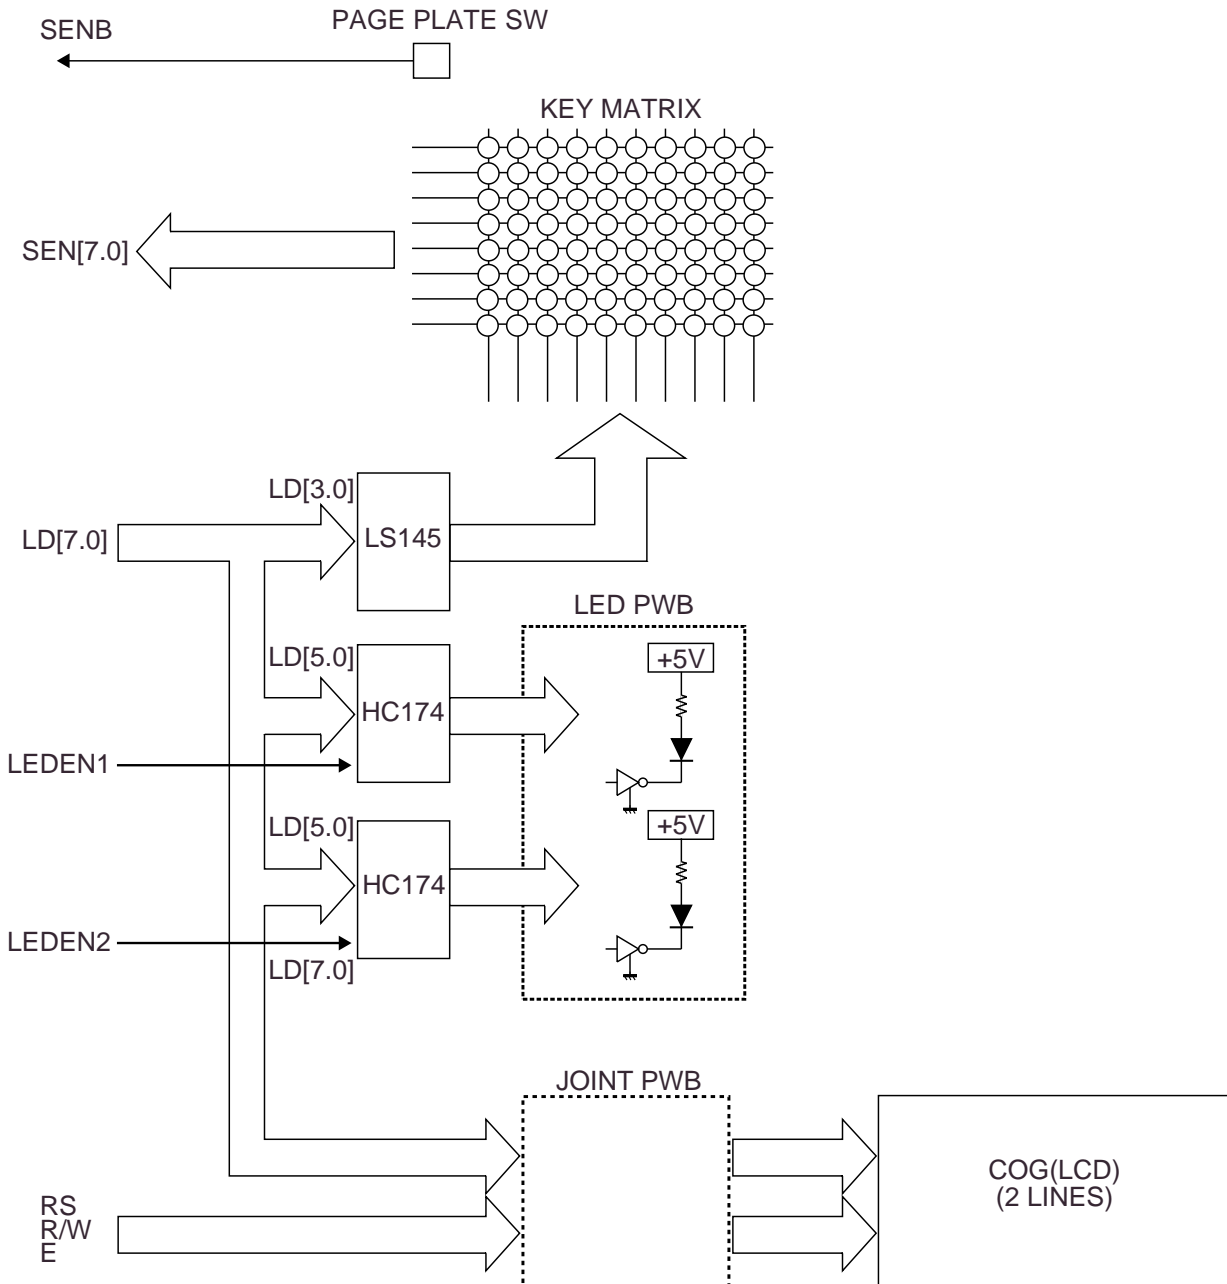 PAGE PLATE SW
SENB
KEY MATRIX
SEN[7.0]
LD[3.0]
LD[7.0]
LS145
LED PWB
LD[5.0]
+5V
HC174
LEDEN1
LD[5.0]
+5V
HC174
LEDEN2
LD[7.0]
JOINT PWB
COG(LCD)
(2 LINES)
RS
R/W
E